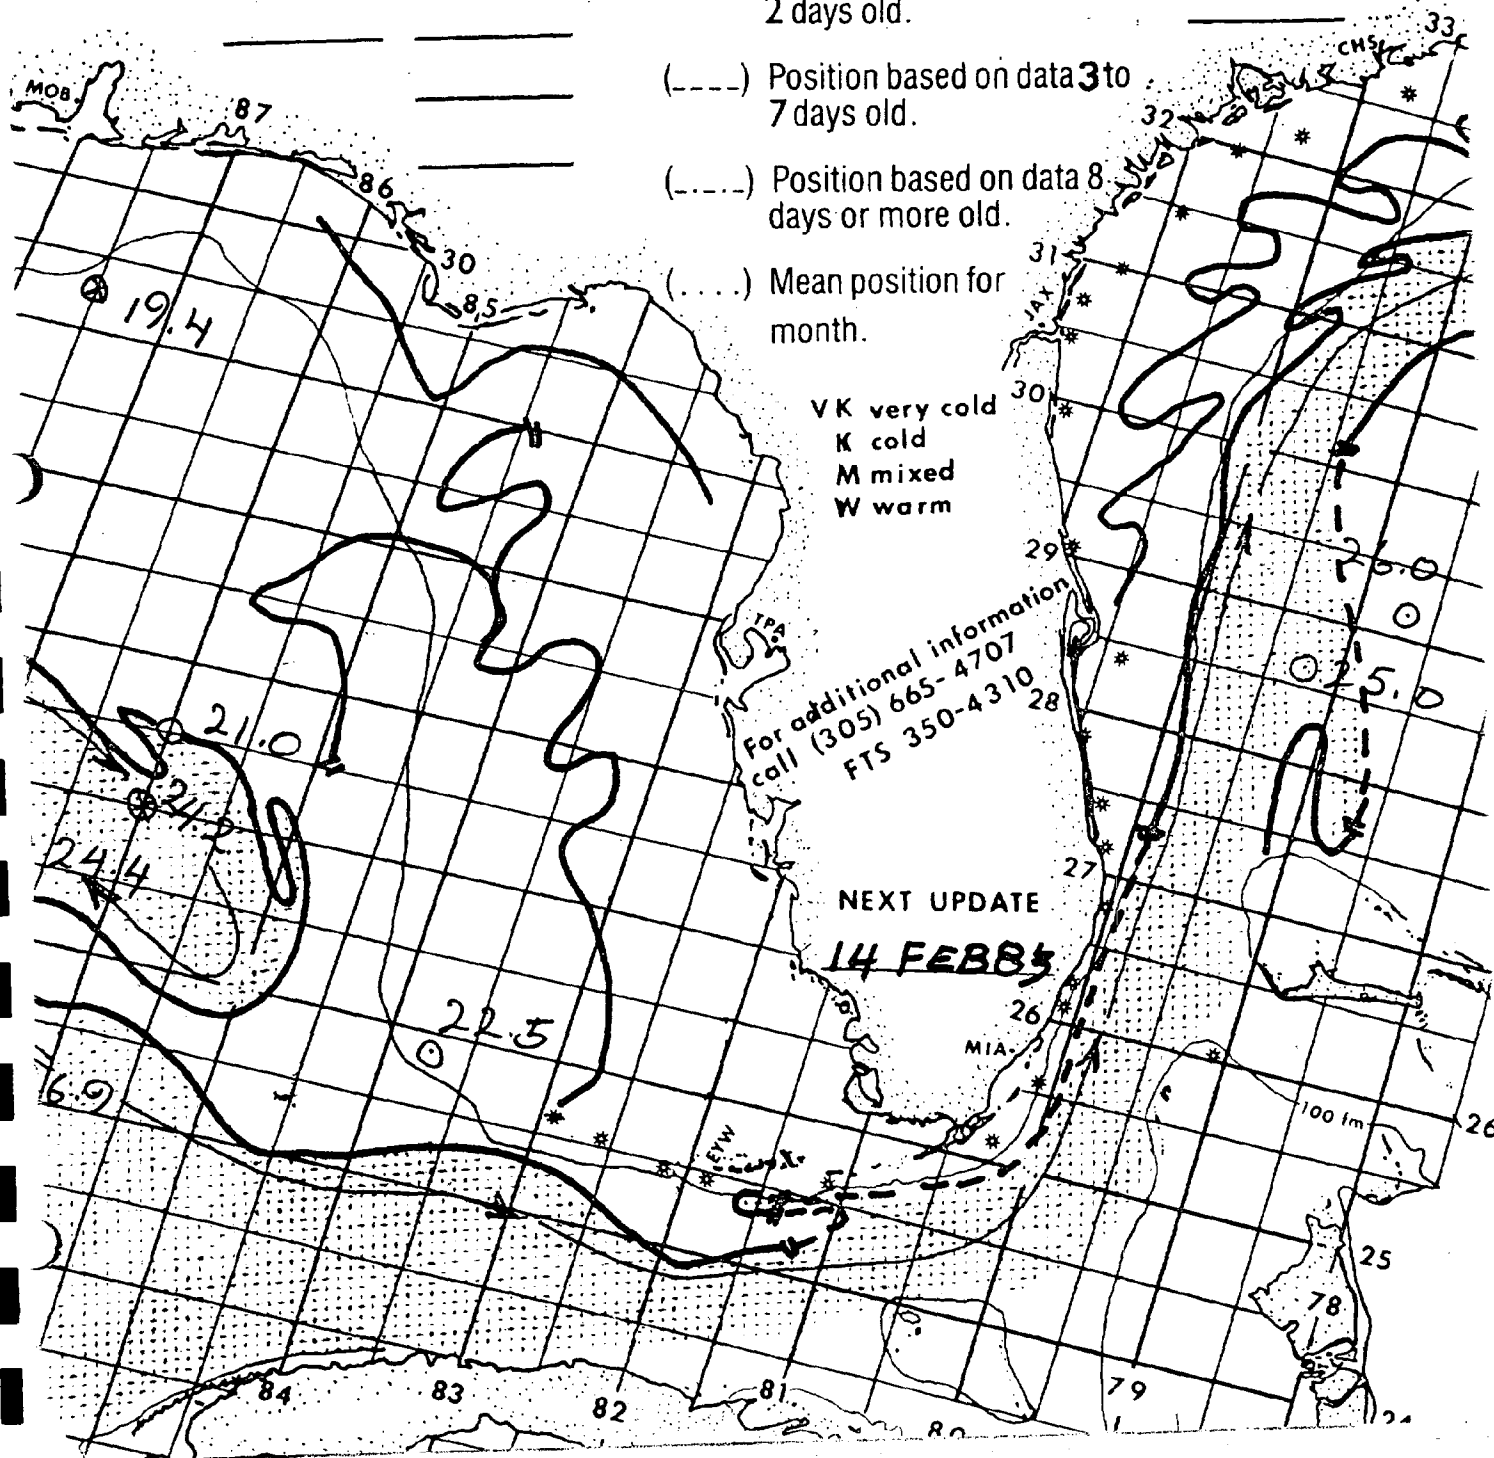 2 days old.
(----) Position based on data 3 to
7 days old.
(-.-.-) Position based on data 8
days or more old.
(....) Mean position for
month.
VK very cold
K cold
M mixed
W warm
For additional information
call (305) 665-4707
FTS 350-4310
NEXT UPDATE
14 FEB85
MOB.
87
86
30
85
19.4
CHS
33
32
31
JAX
30
29
28
27
26
MIA.
TPA
EYW
26.0
25.0
21.0
24.4
22.5
6.9
100 fm
26
25
78
79
81
82
83
84